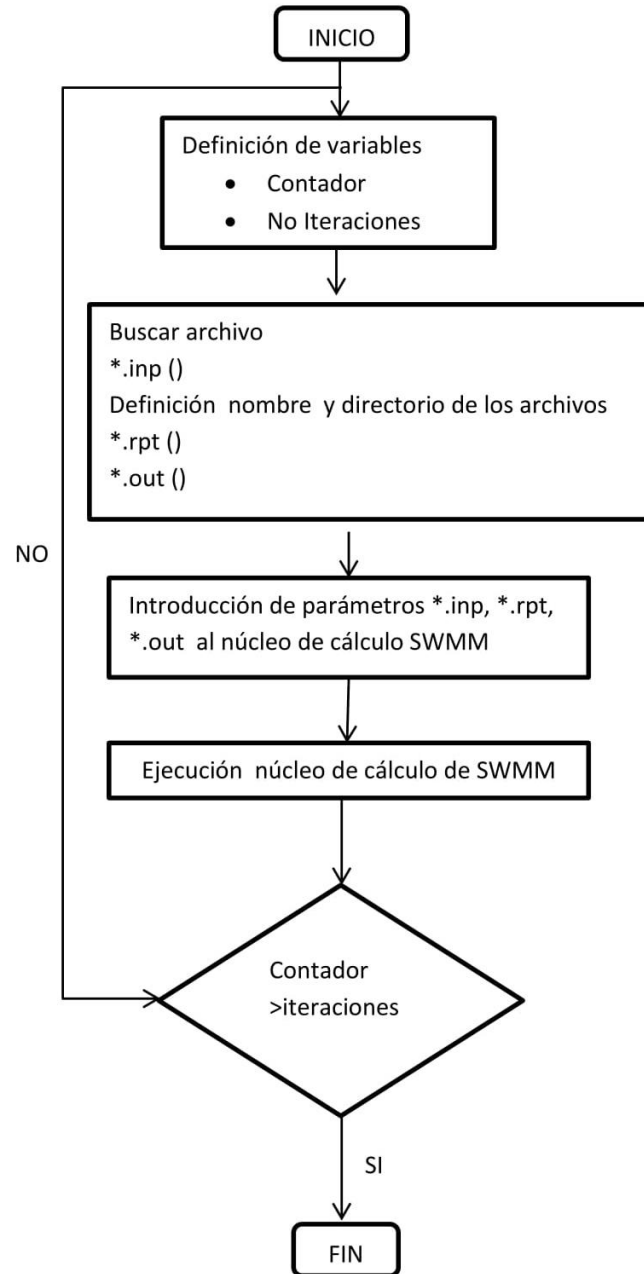 INICIO
Definición de variables
• Contador
• No Iteraciones
Buscar archivo
*.inp ()
Definición nombre y directorio de los archivos
*.rpt ()
*.out ()
NO
Introducción de parámetros *.inp, *.rpt,
*.out al núcleo de cálculo SWMM
Ejecución núcleo de cálculo de SWMM
Contador
>iteraciones
SI
FIN